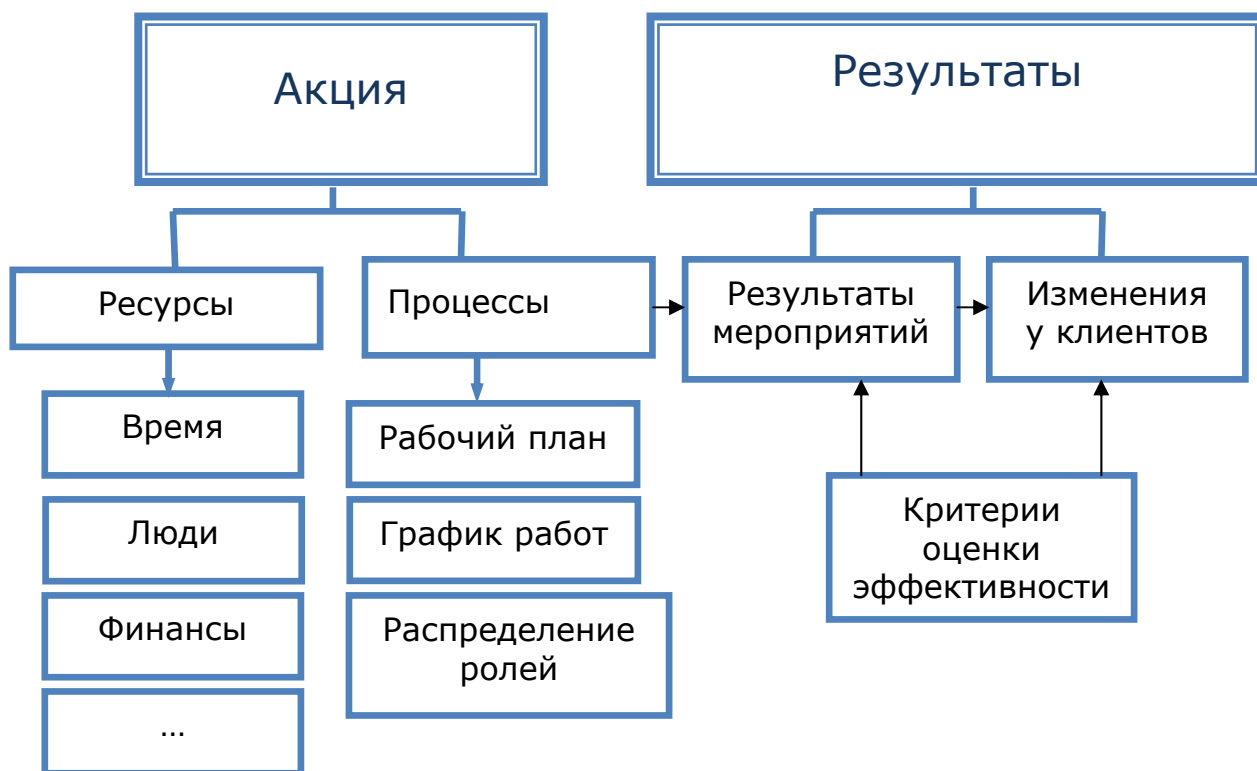 Акция
Результаты
Ресурсы
Процессы
Результаты
мероприятий
Изменения
у клиентов
Время
Рабочий план
Люди
График работ
Критерии
оценки
эффективности
Финансы
Распределение
ролей
...